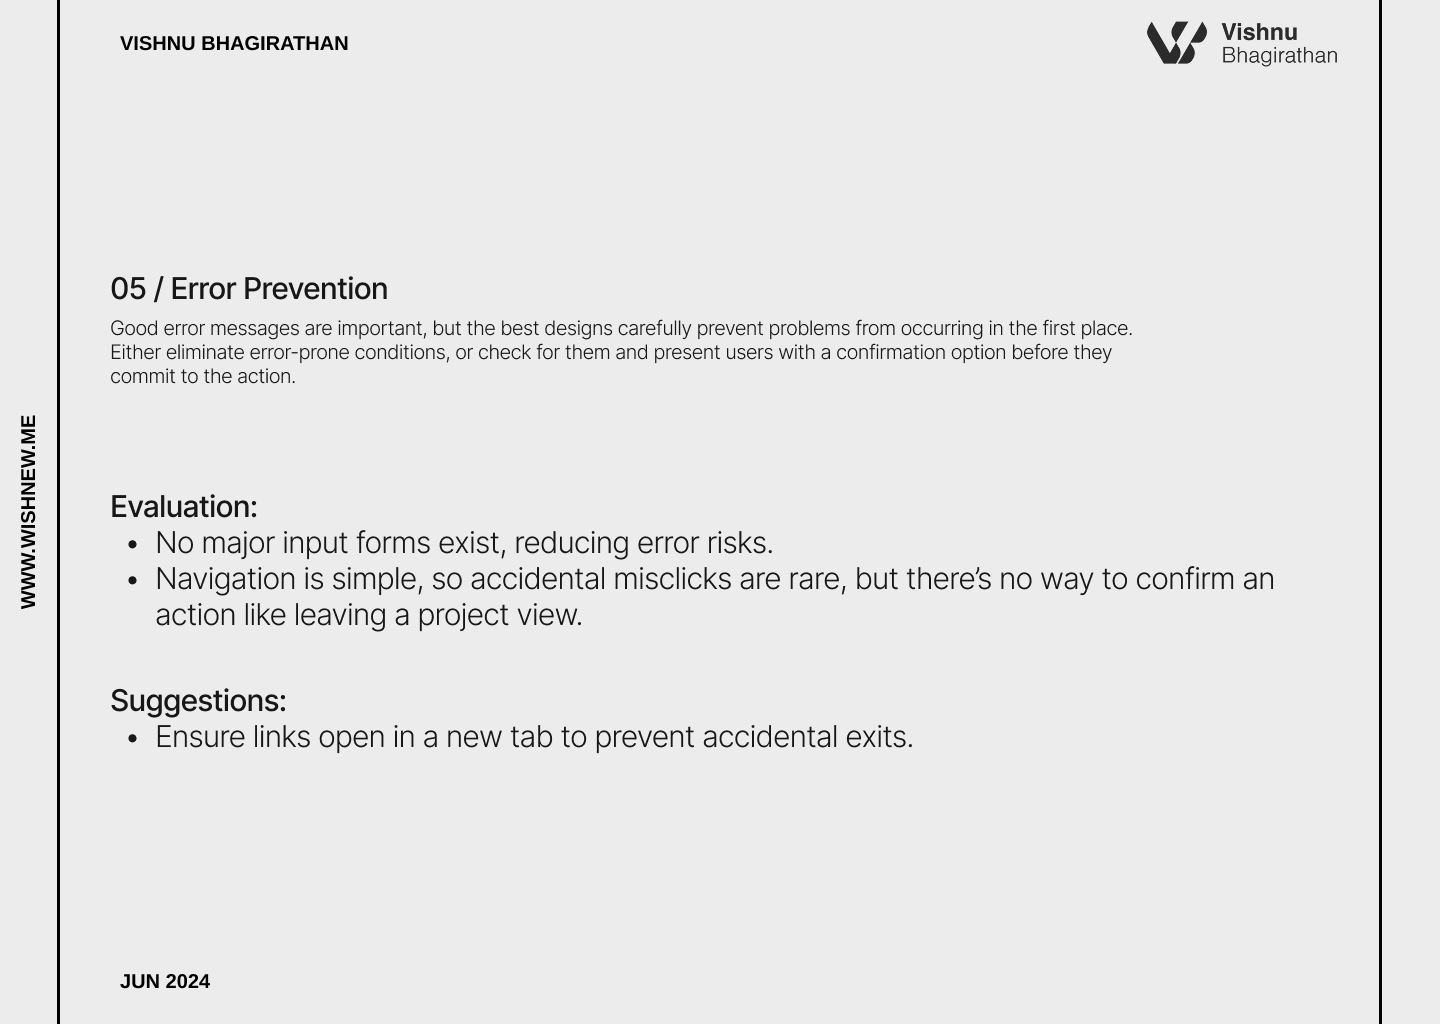 VISHNU BHAGIRATHAN
Vishnu
Bhagirathan
05 / Error Prevention
Good error messages are important, but the best designs carefully prevent problems from occurring in the first place.
Either eliminate error-prone conditions, or check for them and present users with a confirmation option before they
commit to the action.
WWW.WISHNEW.ME
Evaluation:
• No major input forms exist, reducing error risks.
• Navigation is simple, so accidental misclicks are rare, but there’s no way to confirm an
action like leaving a project view.
Suggestions:
• Ensure links open in a new tab to prevent accidental exits.
JUN 2024